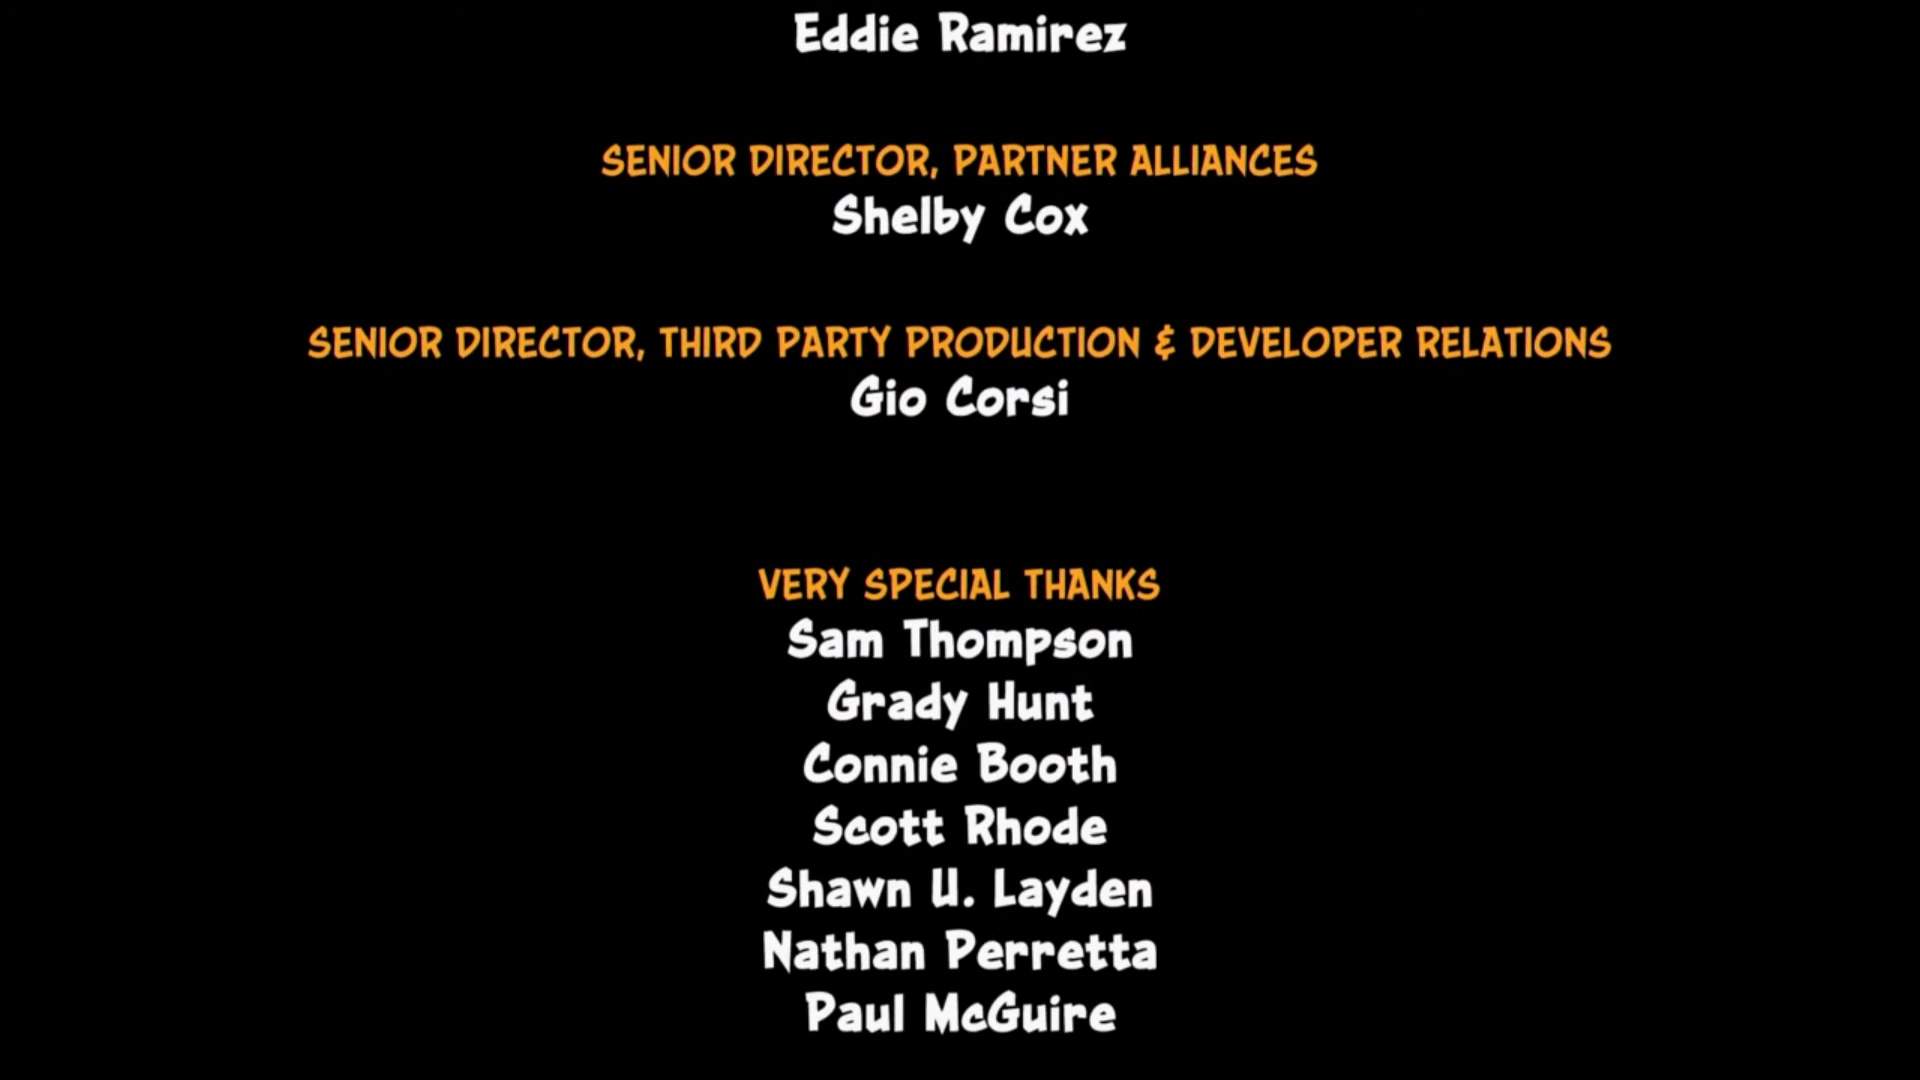 Eddie Ramirez
SENIOR DIRECTOR, PARTNER ALLIANCES
Shelby Cox
SENIOR DIRECTOR, THIRD PARTY PRODUCTION & DEVELOPER RELATIONS
Gio Corsi
VERY SPECIAL THANKS
Sam Thompson
Grady Hunt
Connie Booth
Scott Rhode
Shawn U. Layden
Nathan Perretta
Paul McGuire